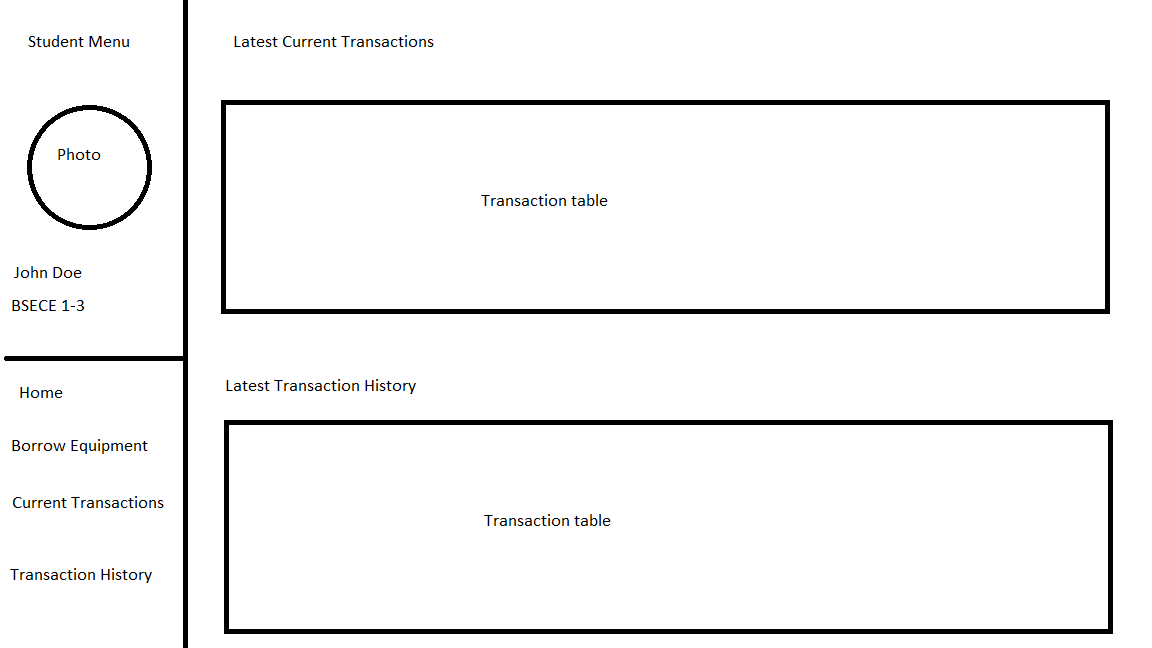 Student Menu
Photo
John Doe
BSECE 1-3
Home
Borrow Equipment
Current Transactions
Transaction History
Latest Current Transactions
Transaction table
Latest Transaction History
Transaction table